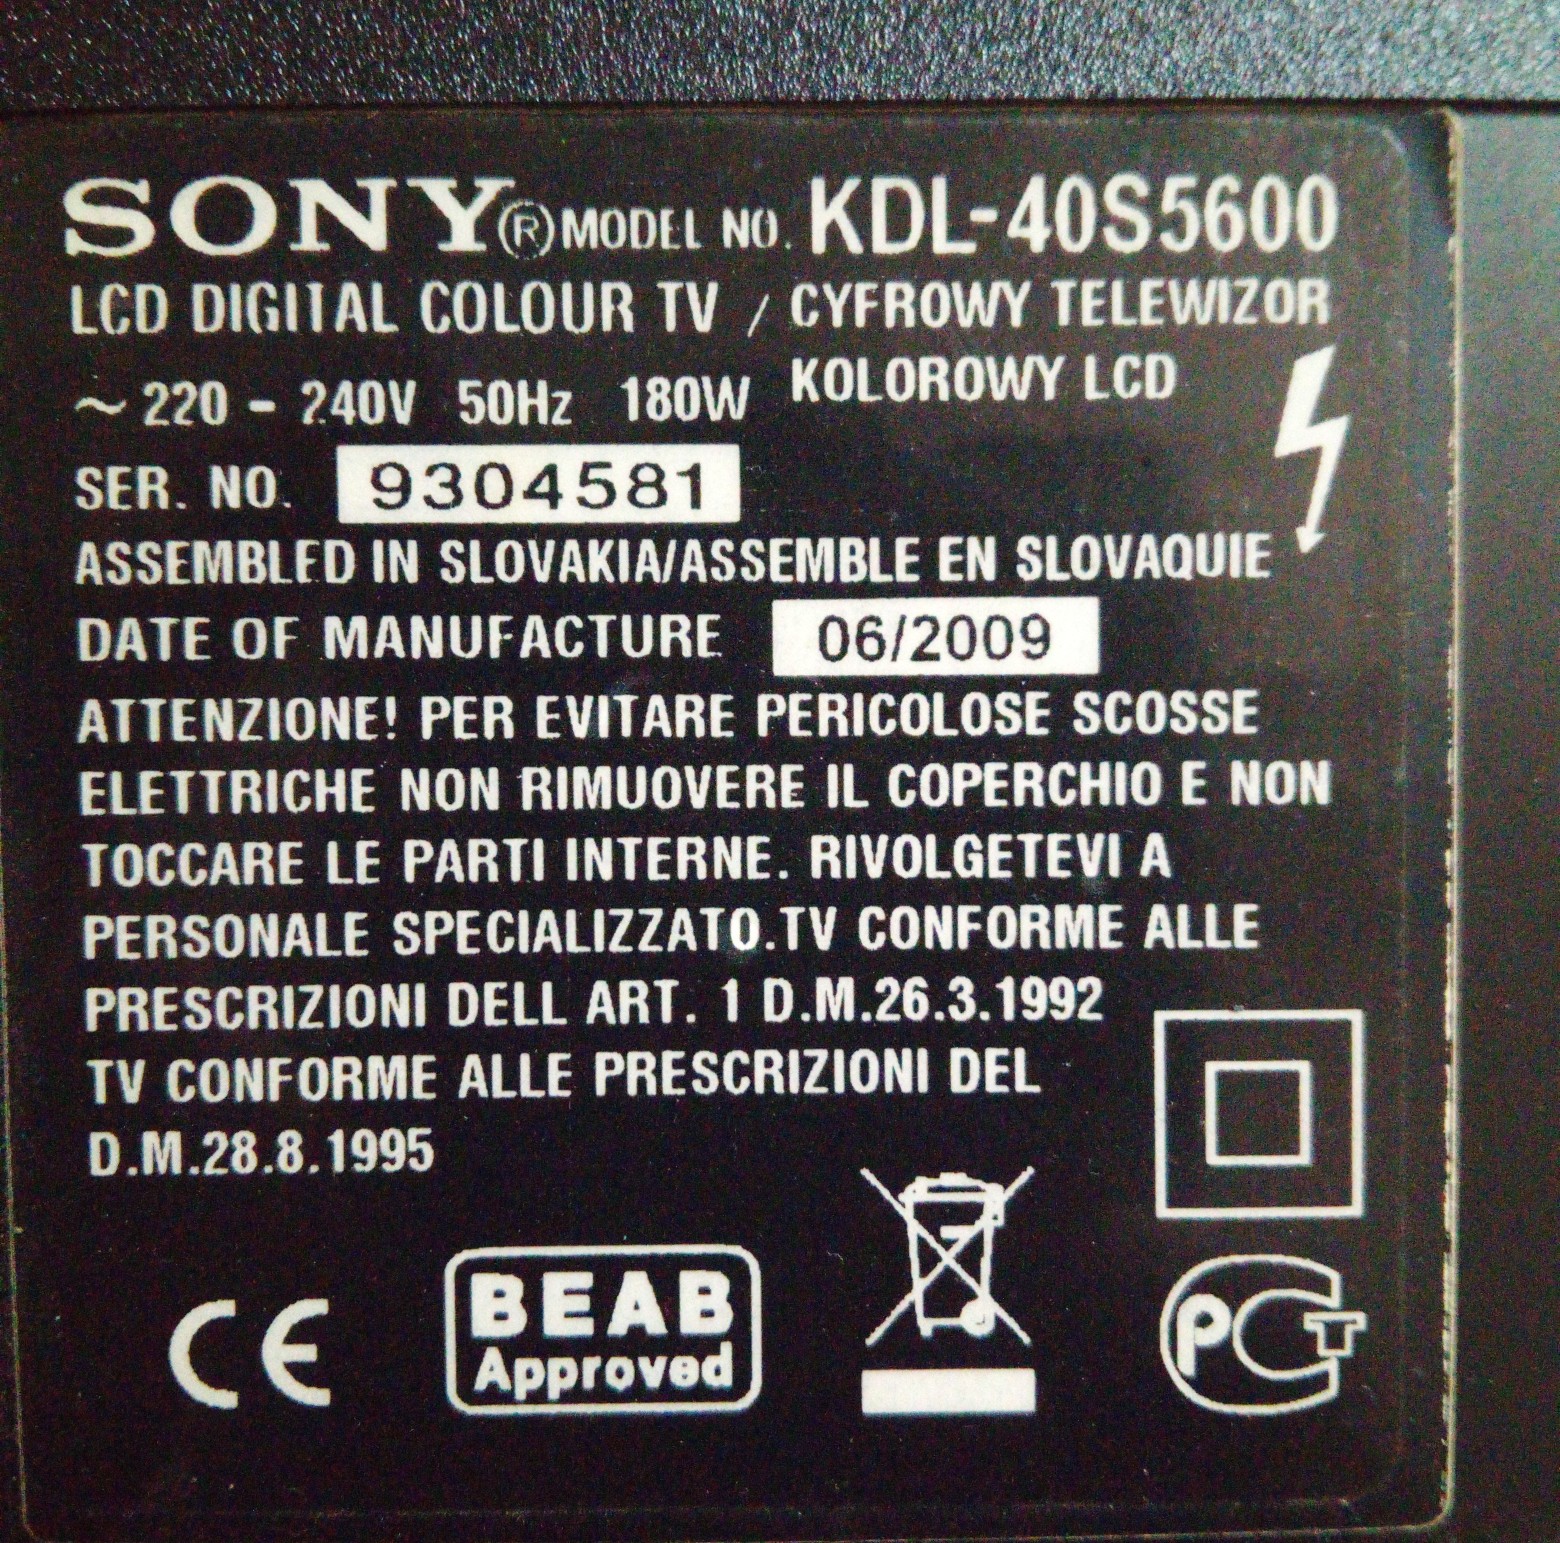 SONY® MODEL NO. KDL-40S5600
LCD DIGITAL COLOUR TV / CYFROWY TELEWIZOR
KOLOROWY LCD
~ 220 - 240V 50Hz 180W
SER. NO. 9304581
ASSEMBLED IN SLOVAKIA/ASSEMBLE EN SLOVAQUIE
DATE OF MANUFACTURE 06/2009
ATTENZIONE! PER EVITARE PERICOLOSE SCOSSE
ELETTRICHE NON RIMUOVERE IL COPERCHIO E NON
TOCCARE LE PARTI INTERNE. RIVOLGETEVI A
PERSONALE SPECIALIZZATO.TV CONFORME ALLE
PRESCRIZIONI DELL ART. 1 D.M.26.3.1992
TV CONFORME ALLE PRESCRIZIONI DEL
D.M.28.8.1995
CE
BEAB
Approved
PCT